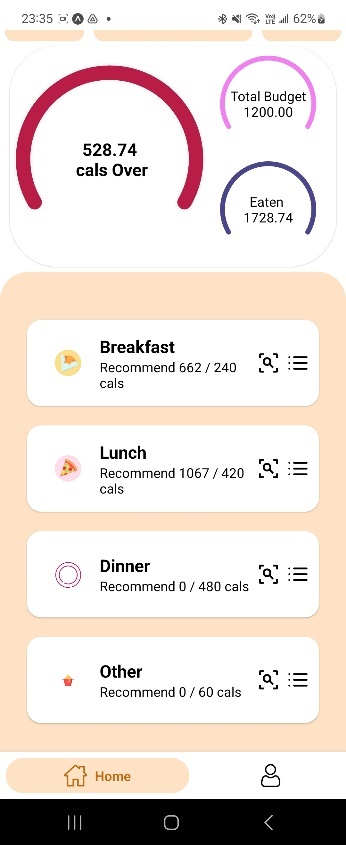 23:35 62%
528.74
cals Over
Total Budget
1200.00
Eaten
1728.74
Breakfast
Recommend 662 / 240
cals
Lunch
Recommend 1067 / 420
cals
Dinner
Recommend 0 / 480 cals
Other
Recommend 0 / 60 cals
Home